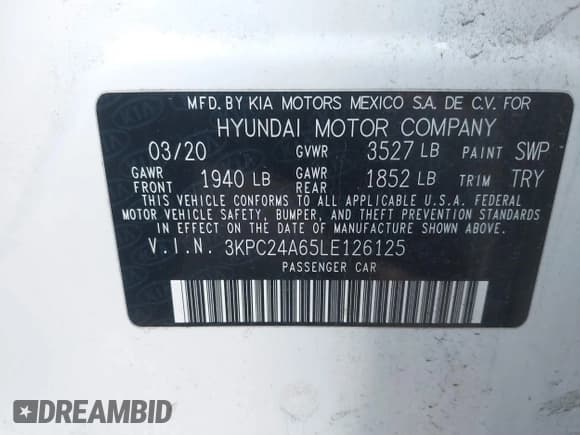 MFD. BY KIA MOTORS MEXICO S.A. DE C.V. FOR
HYUNDAI MOTOR COMPANY
03/20 GVWR 3527 LB PAINT SWP
GAWR FRONT 1940 LB GAWR REAR 1852 LB TRIM TRY
THIS VEHICLE CONFORMS TO ALL APPLICABLE U.S.A. FEDERAL
MOTOR VEHICLE SAFETY, BUMPER, AND THEFT PREVENTION STANDARDS
IN EFFECT ON THE DATE OF MANUFACTURE SHOWN ABOVE
V.I.N. 3KPC24A65LE126125
PASSENGER CAR
DREAMBID